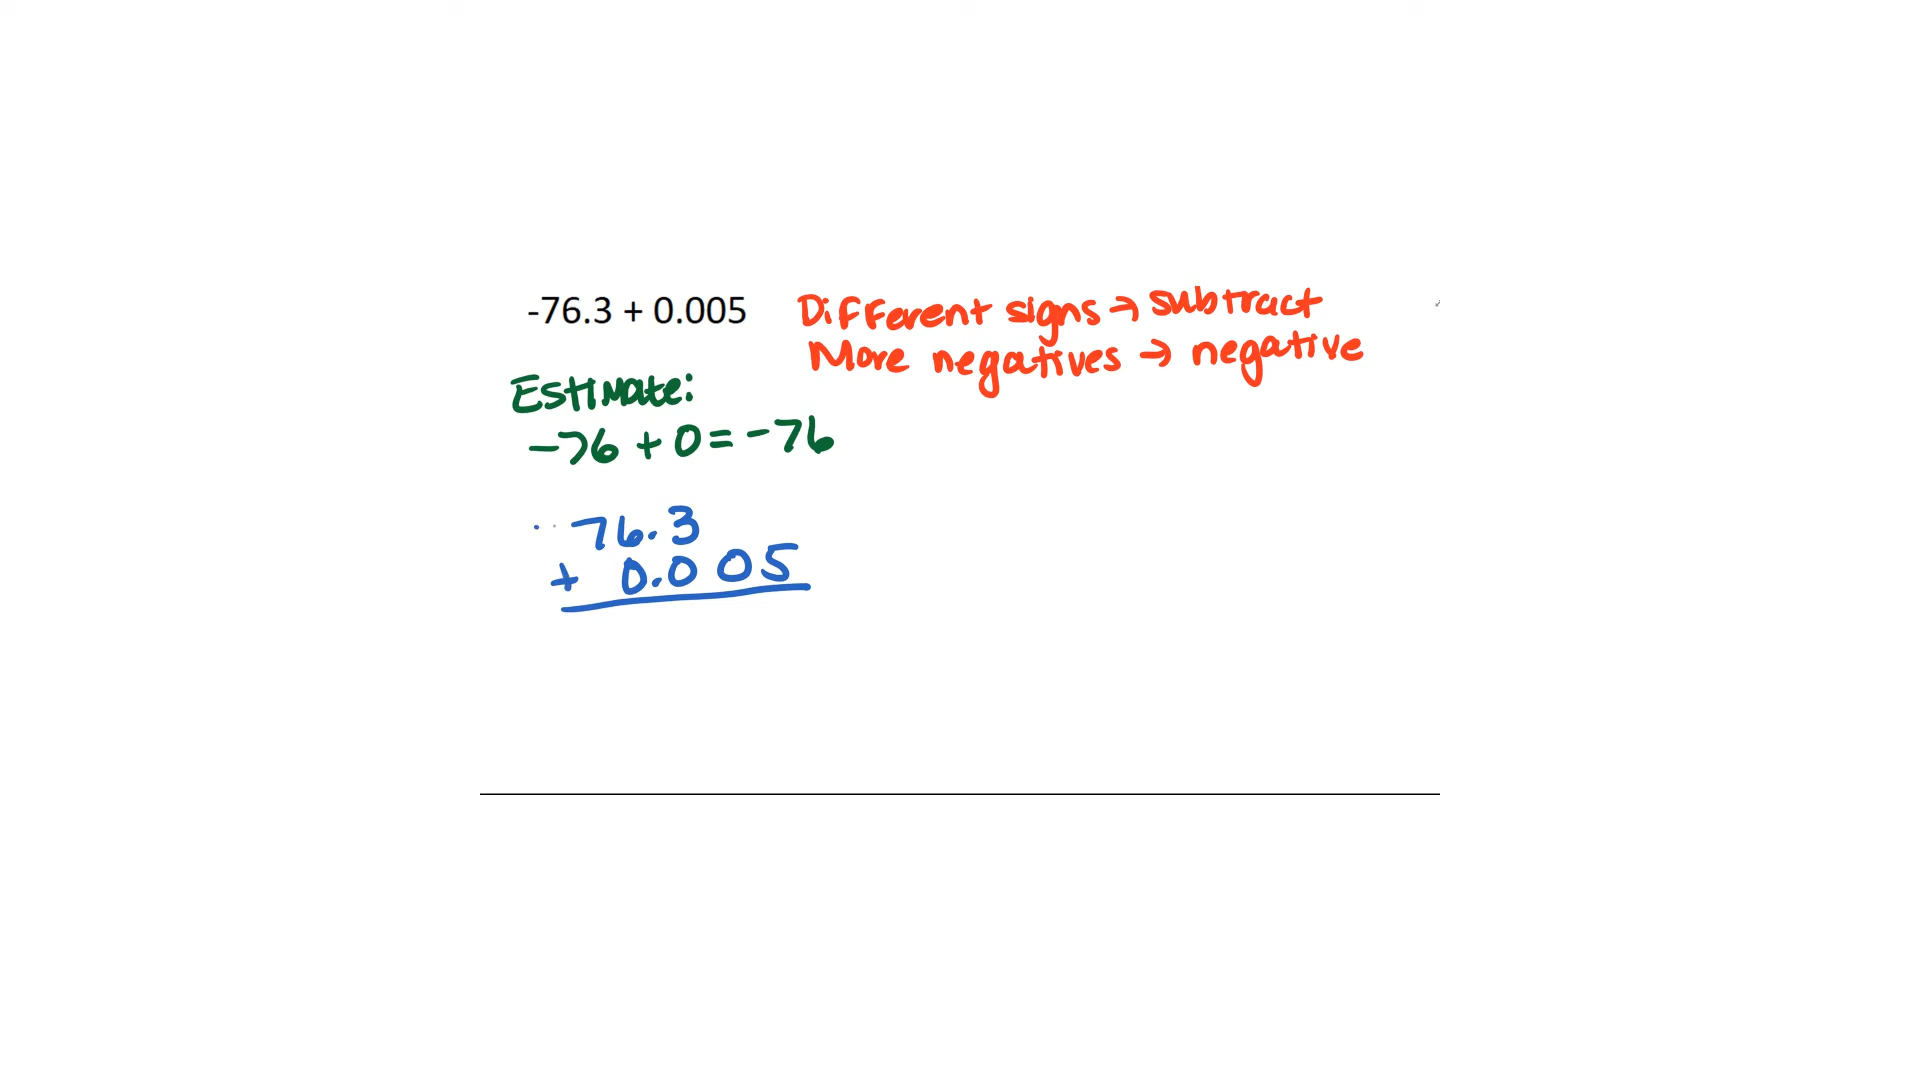 -76.3 + 0.005
Different signs → subtract
More negatives → negative
Estimate:
-76 + 0 = -76
76.3
+ 0.005